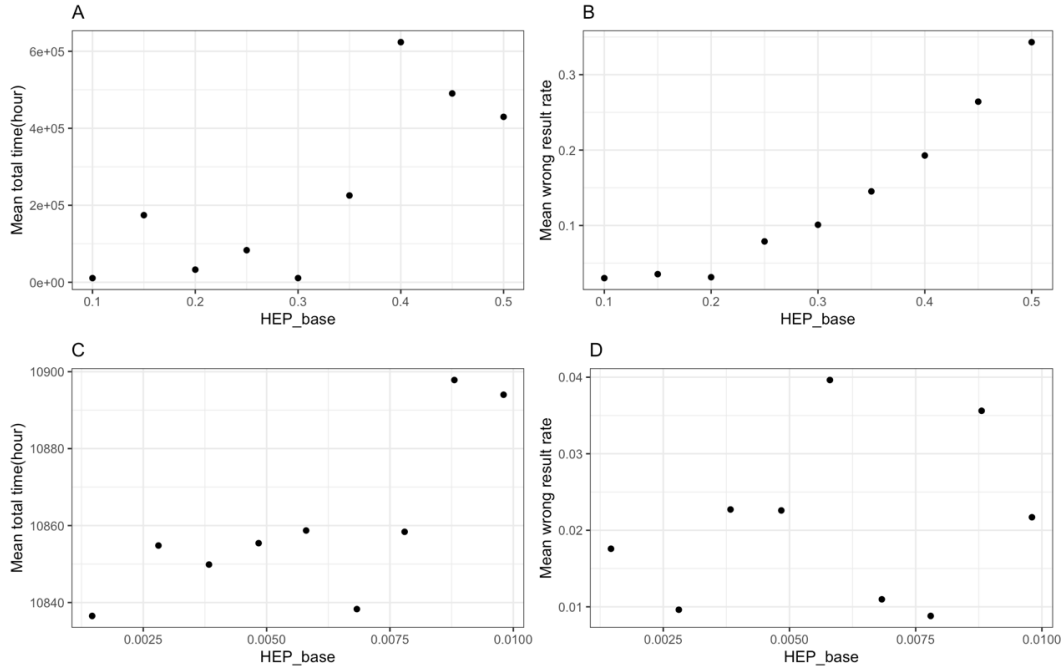 A
Mean total time(hour)
6e+05
4e+05
2e+05
0e+00
0.1 0.2 0.3 0.4 0.5
HEP_base
B
Mean wrong result rate
0.3
0.2
0.1
0.1 0.2 0.3 0.4 0.5
HEP_base
C
Mean total time(hour)
10900
10880
10860
10840
0.0025 0.0050 0.0075 0.0100
HEP_base
D
Mean wrong result rate
0.04
0.03
0.02
0.01
0.0025 0.0050 0.0075 0.0100
HEP_base